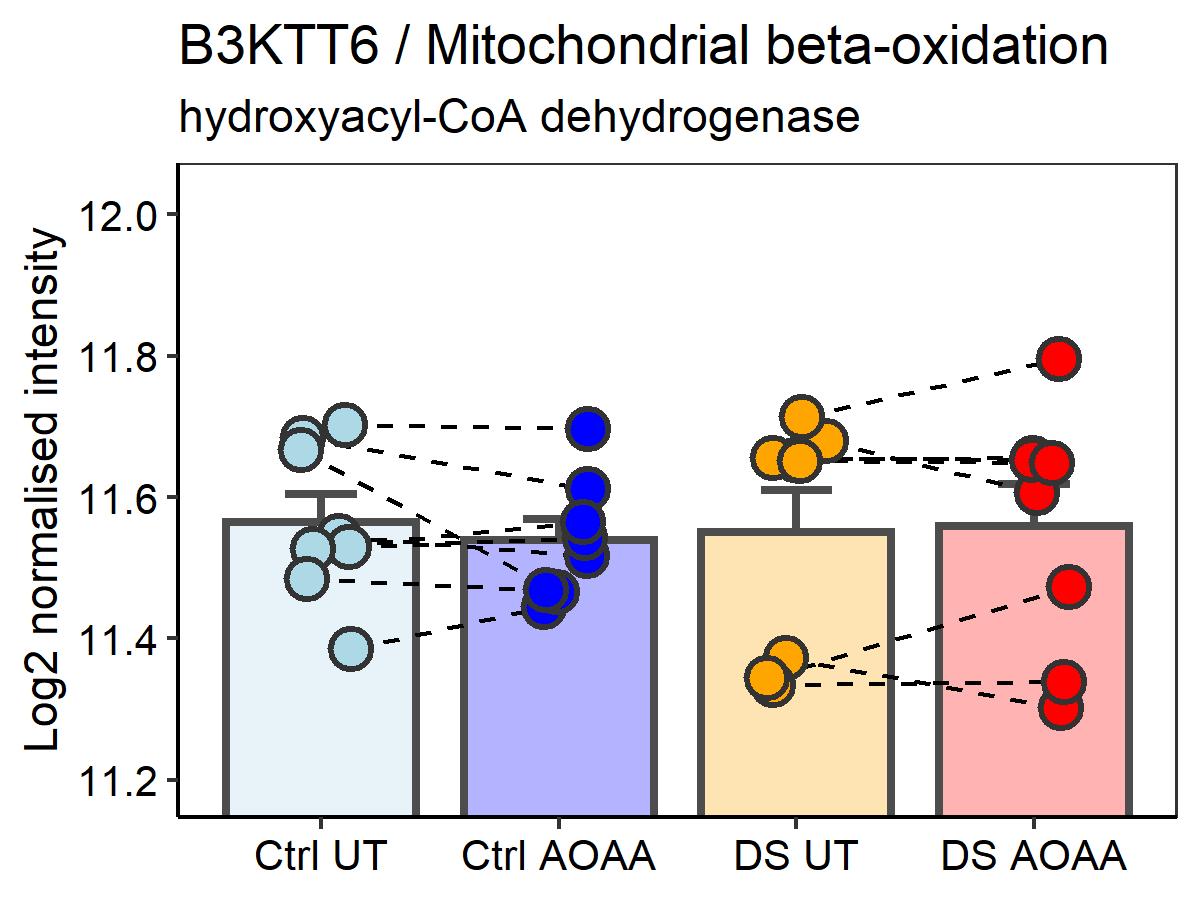 B3KTT6 / Mitochondrial beta-oxidation
hydroxyacyl-CoA dehydrogenase
Log2 normalised intensity
12.0
11.8
11.6
11.4
11.2
Ctrl UT
Ctrl AOAA
DS UT
DS AOAA